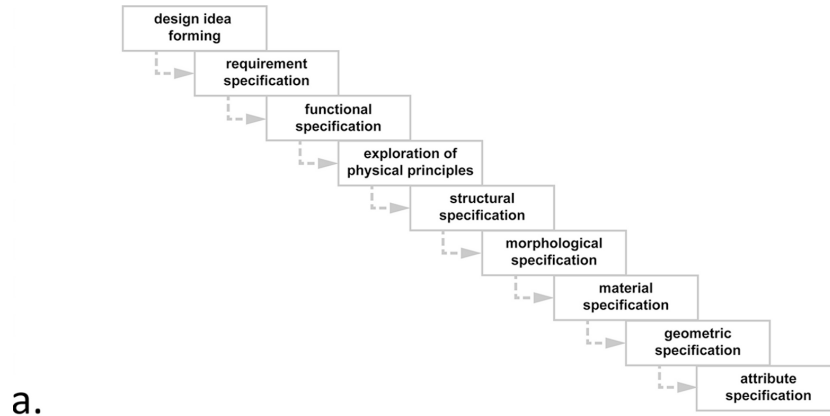 design idea
forming
requirement
specification
functional
specification
exploration of
physical principles
structural
specification
morphological
specification
material
specification
geometric
specification
attribute
specification
a.